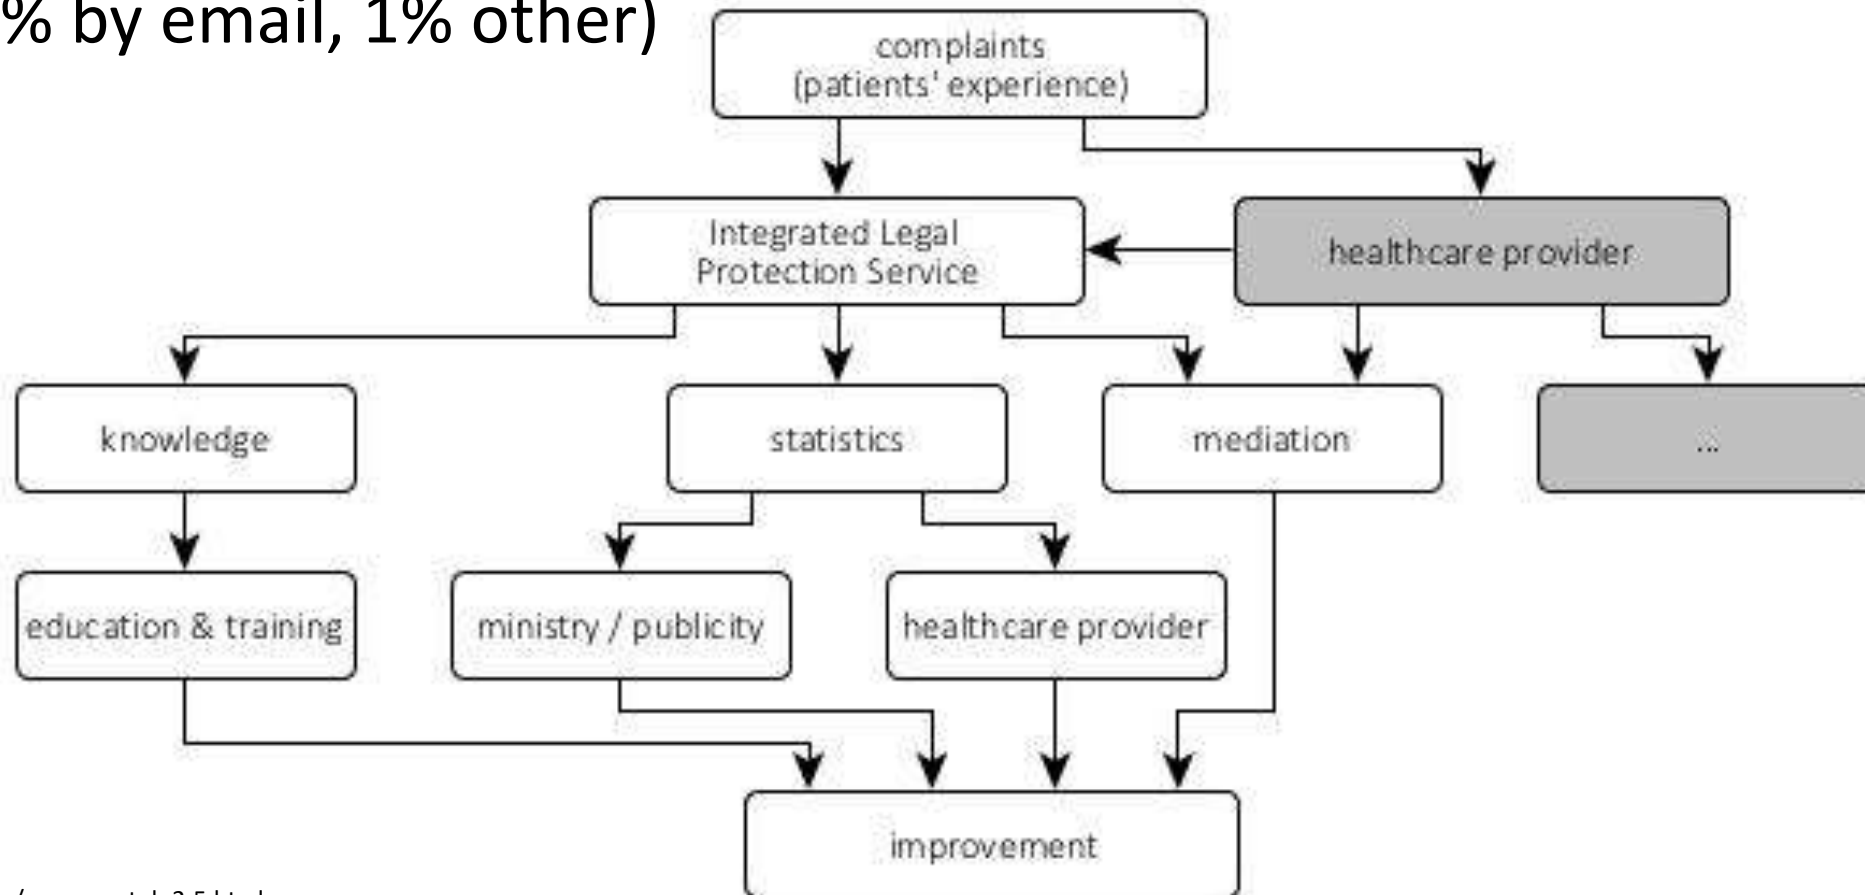 % by email, 1% other)
complaints
(patients' experience)
Integrated Legal
Protection Service
healthcare provider
knowledge
statistics
mediation
...
education & training
ministry / publicity
healthcare provider
improvement